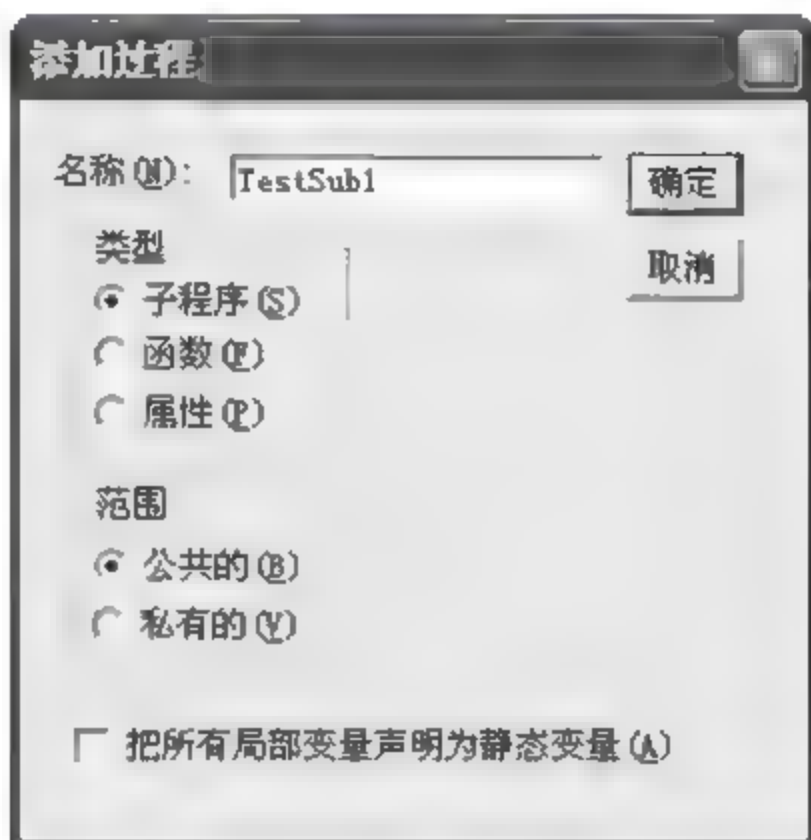 添加过程
名称(N): TestSub1
确定
类型
取消
子程序(S)
函数(F)
属性(P)
范围
公共的(B)
私有的(V)
把所有局部变量声明为静态变量(A)